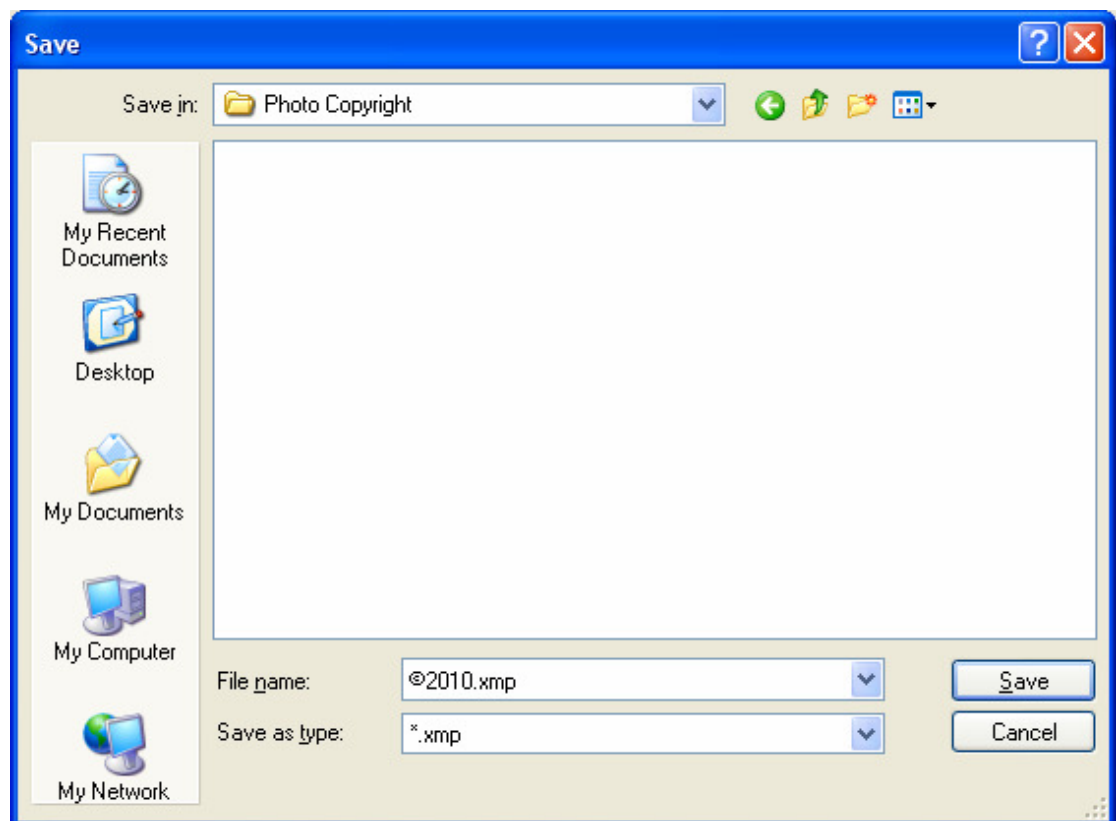 Save
Save in: Photo Copyright
My Recent
Documents
Desktop
My Documents
My Computer
My Network
File name: ©2010.xmp Save
Save as type: *.xmp Cancel